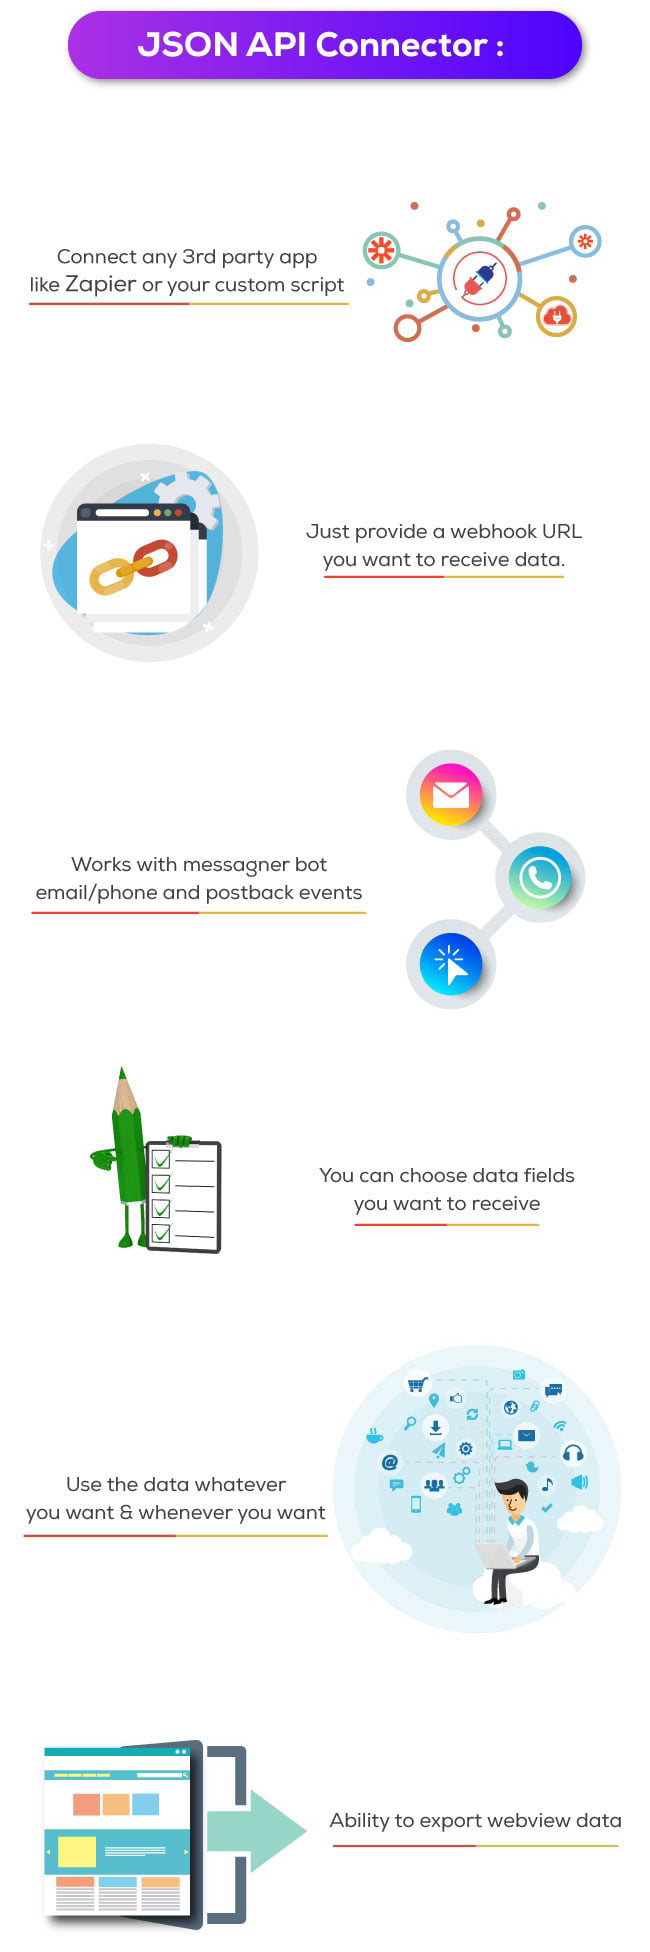 JSON API Connector :
Connect any 3rd party app
like Zapier or your custom script
Just provide a webhook URL
you want to receive data.
Works with messagner bot
email/phone and postback events
You can choose data fields
you want to receive
Use the data whatever
you want & whenever you want
Ability to export webview data